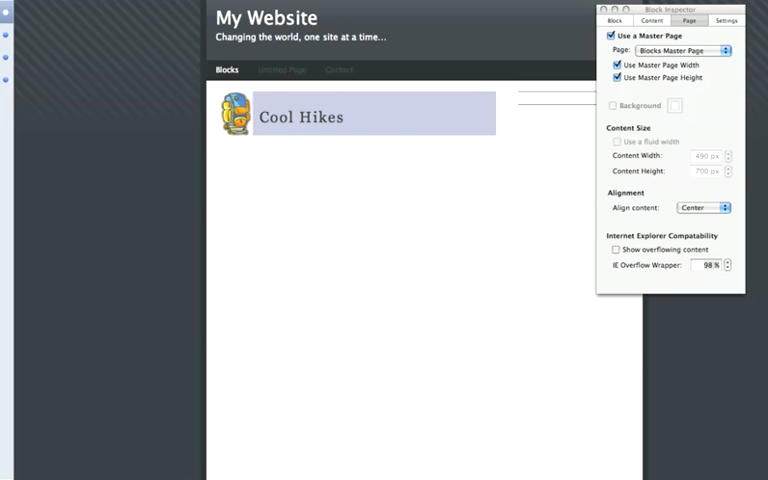 My Website
Changing the world, one site at a time...
Blocks Untitled Page Contact
Cool Hikes
Block Inspector
Block Content Page Settings
Use a Master Page
Page: Blocks Master Page
Use Master Page Width
Use Master Page Height
Background
Content Size
Use a fluid width
Content Width: 490 px
Content Height: 700 px
Alignment
Align content: Center
Internet Explorer Compatability
Show overflowing content
IE Overflow Wrapper: 98 %